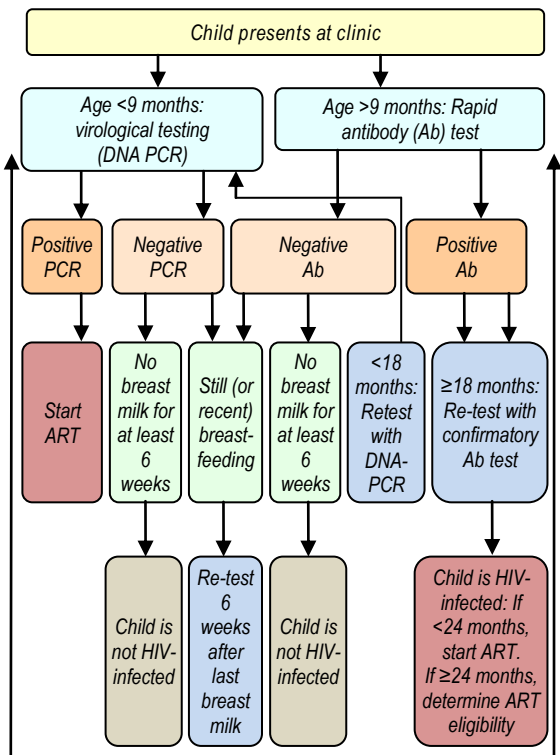 Child presents at clinic
Age <9 months:
virological testing
(DNA PCR)
Age >9 months: Rapid
antibody (Ab) test
Positive
PCR
Negative
PCR
Negative
Ab
Positive
Ab
Start
ART
No
breast
milk for
at least
6
weeks
Still (or
recent)
breast-
feeding
No
breast
milk for
at least
6
weeks
<18
months:
Retest
with
DNA-
PCR
≥18 months:
Re-test with
confirmatory
Ab test
Child is
not HIV-
infected
Re-test
6
weeks
after
last
breast
milk
Child is
not HIV-
infected
Child is HIV-
infected: If
<24 months,
start ART.
If ≥24 months,
determine ART
eligibility